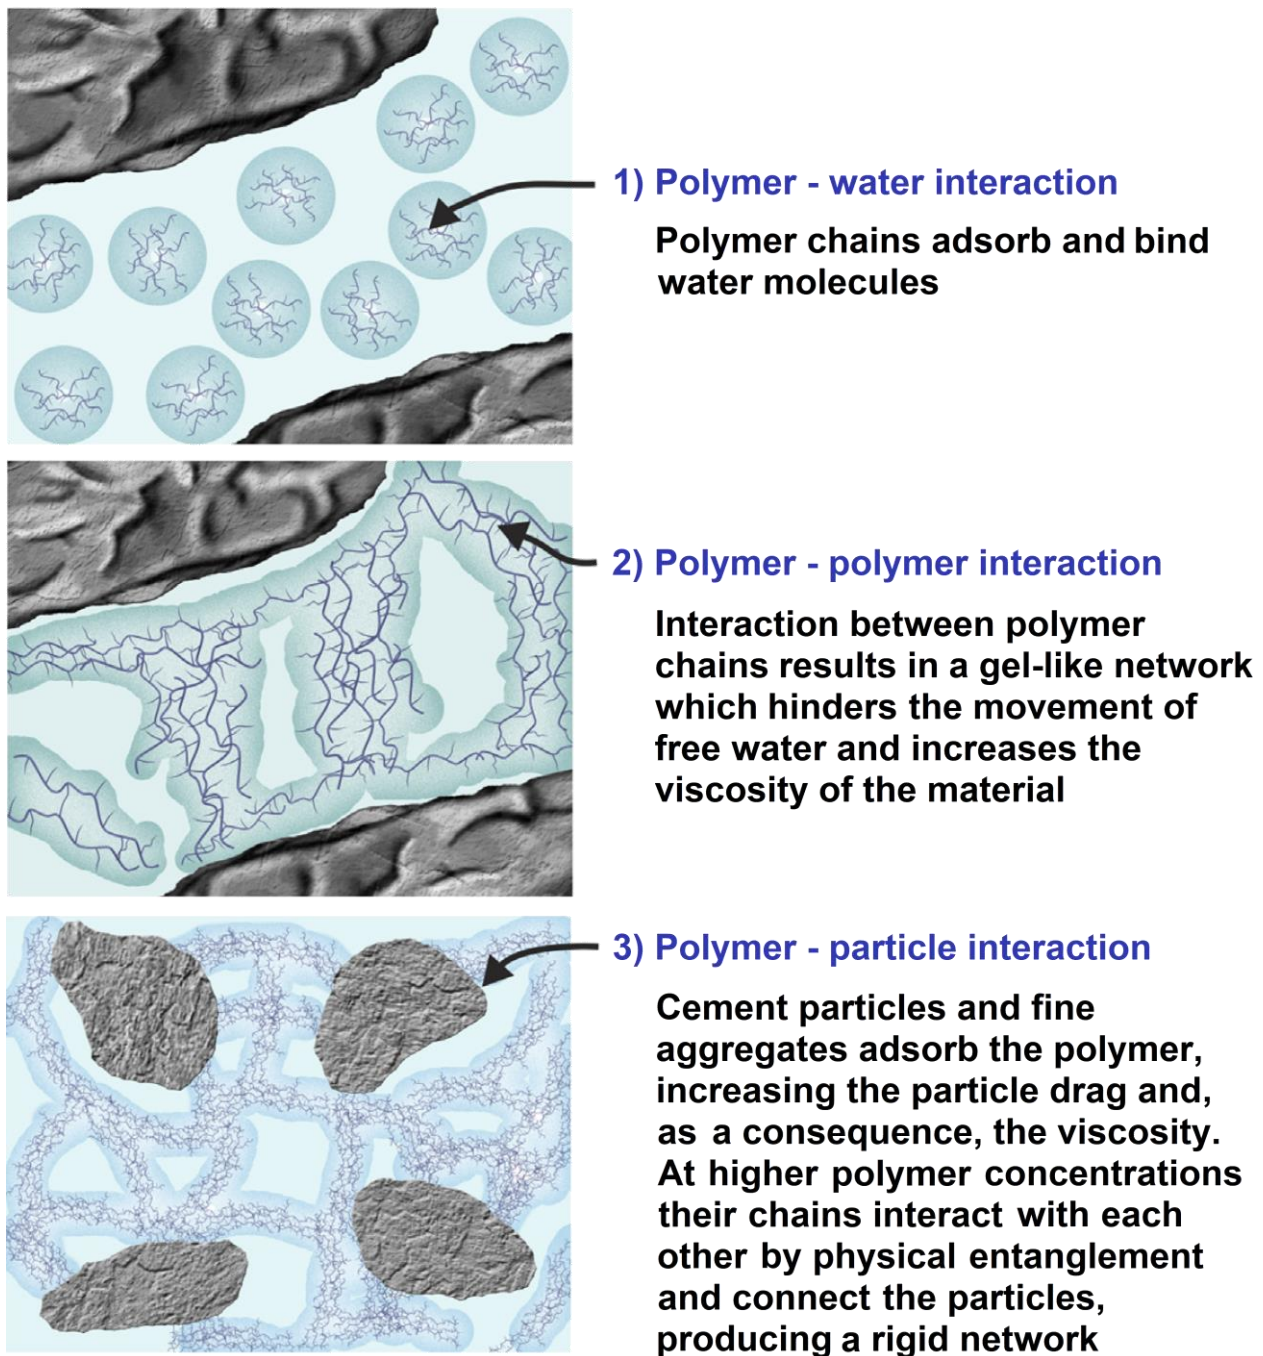 1) Polymer - water interaction
Polymer chains adsorb and bind
water molecules
2) Polymer - polymer interaction
Interaction between polymer
chains results in a gel-like network
which hinders the movement of
free water and increases the
viscosity of the material
3) Polymer - particle interaction
Cement particles and fine
aggregates adsorb the polymer,
increasing the particle drag and,
as a consequence, the viscosity.
At higher polymer concentrations
their chains interact with each
other by physical entanglement
and connect the particles,
producing a rigid network